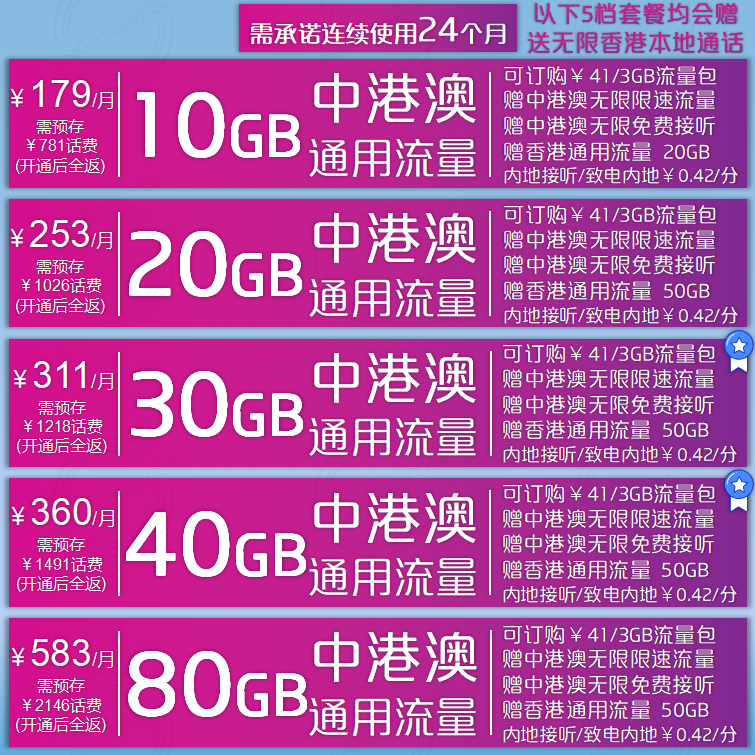 需承诺连续使用24个月
以下5档套餐均会赠
送无限香港本地通话
¥179/月
需预存
¥781话费
(开通后全返)
10GB
中港澳
通用流量
可订购¥41/3GB流量包
赠中港澳无限限速流量
赠中港澳无限免费接听
赠香港通用流量 20GB
内地接听/致电内地¥0.42/分
¥253/月
需预存
¥1026话费
(开通后全返)
20GB
中港澳
通用流量
可订购¥41/3GB流量包
赠中港澳无限限速流量
赠中港澳无限免费接听
赠香港通用流量 50GB
内地接听/致电内地¥0.42/分
¥311/月
需预存
¥1218话费
(开通后全返)
30GB
中港澳
通用流量
可订购¥41/3GB流量包
赠中港澳无限限速流量
赠中港澳无限免费接听
赠香港通用流量 50GB
内地接听/致电内地¥0.42/分
¥360/月
需预存
¥1491话费
(开通后全返)
40GB
中港澳
通用流量
可订购¥41/3GB流量包
赠中港澳无限限速流量
赠中港澳无限免费接听
赠香港通用流量 50GB
内地接听/致电内地¥0.42/分
¥583/月
需预存
¥2146话费
(开通后全返)
80GB
中港澳
通用流量
可订购¥41/3GB流量包
赠中港澳无限限速流量
赠中港澳无限免费接听
赠香港通用流量 50GB
内地接听/致电内地¥0.42/分